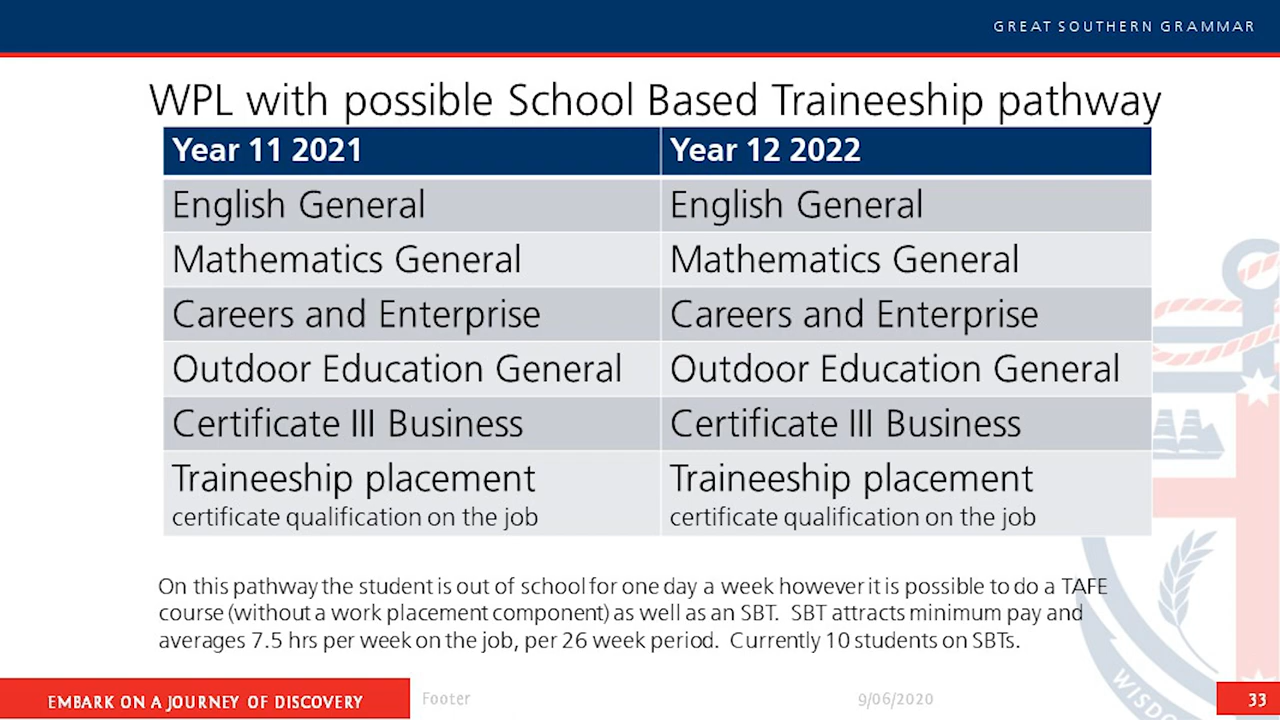 GREAT SOUTHERN GRAMMAR
WPL with possible School Based Traineeship pathway
Year 11 2021 Year 12 2022
English General English General
Mathematics General Mathematics General
Careers and Enterprise Careers and Enterprise
Outdoor Education General Outdoor Education General
Certificate III Business Certificate III Business
Traineeship placement Traineeship placement
certificate qualification on the job certificate qualification on the job
On this pathway the student is out of school for one day a week however it is possible to do a TAFE
course (without a work placement component) as well as an SBT. SBT attracts minimum pay and
averages 7.5 hrs per week on the job, per 26 week period. Currently 10 students on SBTs.
EMBARK ON A JOURNEY OF DISCOVERY Footer 9/06/2020 33